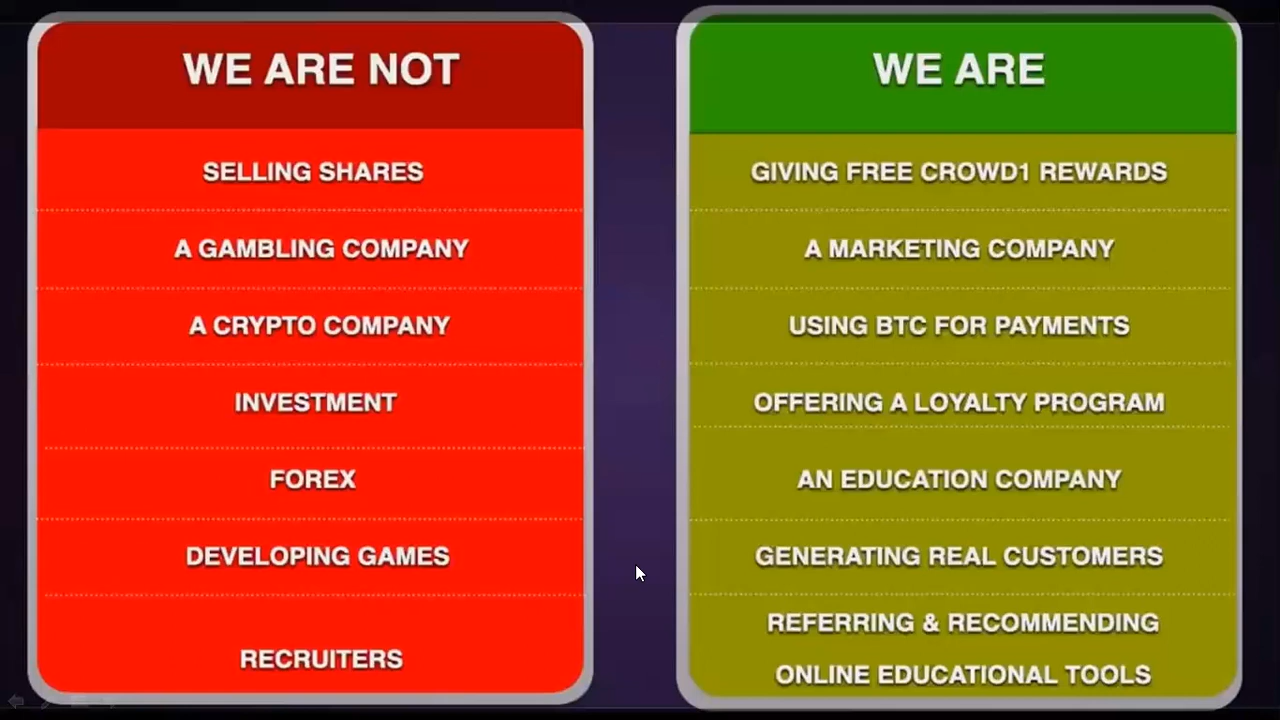 WE ARE NOT
SELLING SHARES
A GAMBLING COMPANY
A CRYPTO COMPANY
INVESTMENT
FOREX
DEVELOPING GAMES
RECRUITERS
WE ARE
GIVING FREE CROWD1 REWARDS
A MARKETING COMPANY
USING BTC FOR PAYMENTS
OFFERING A LOYALTY PROGRAM
AN EDUCATION COMPANY
GENERATING REAL CUSTOMERS
REFERRING & RECOMMENDING
ONLINE EDUCATIONAL TOOLS